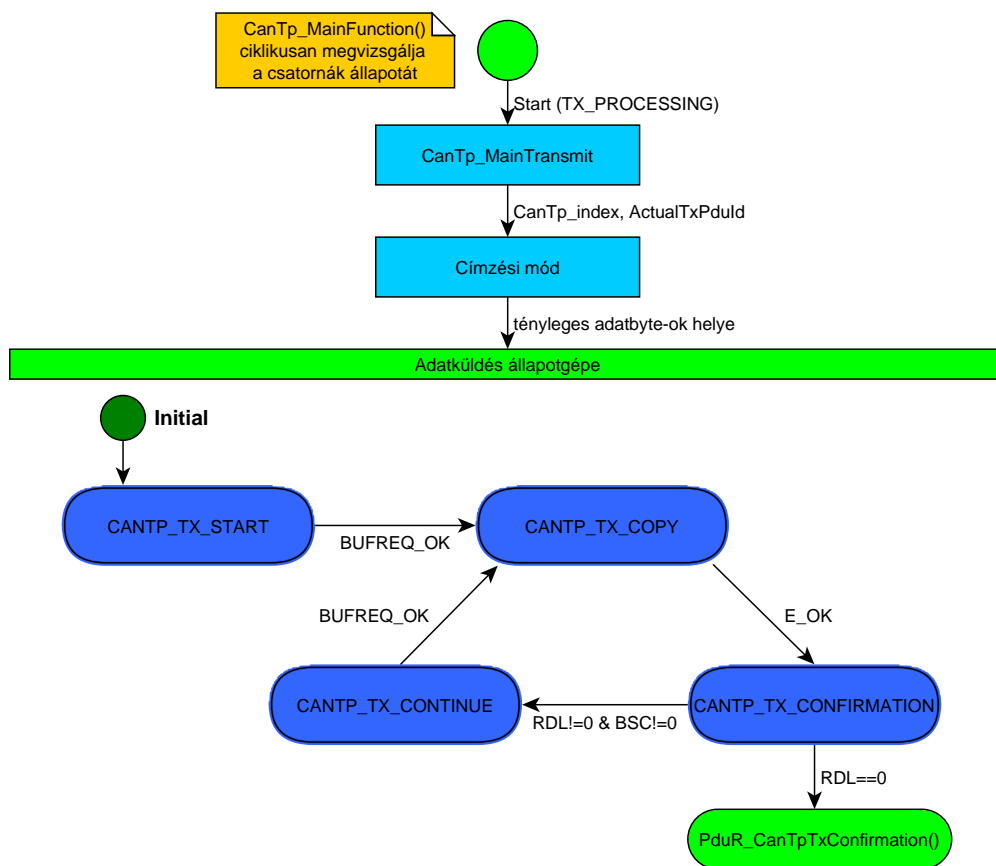 CanTp_MainFunction()
ciklikusan megvizsgálja
a csatornák állapotát
Start (TX_PROCESSING)
CanTp_MainTransmit
CanTp_index, ActualTxPduId
Címzési mód
tényleges adatbyte-ok helye
Adatküldés állapotgépe
Initial
CANTP_TX_START
BUFREQ_OK
CANTP_TX_COPY
BUFREQ_OK
E_OK
CANTP_TX_CONTINUE
RDL!=0 & BSC!=0
CANTP_TX_CONFIRMATION
RDL==0
PduR_CanTpTxConfirmation()